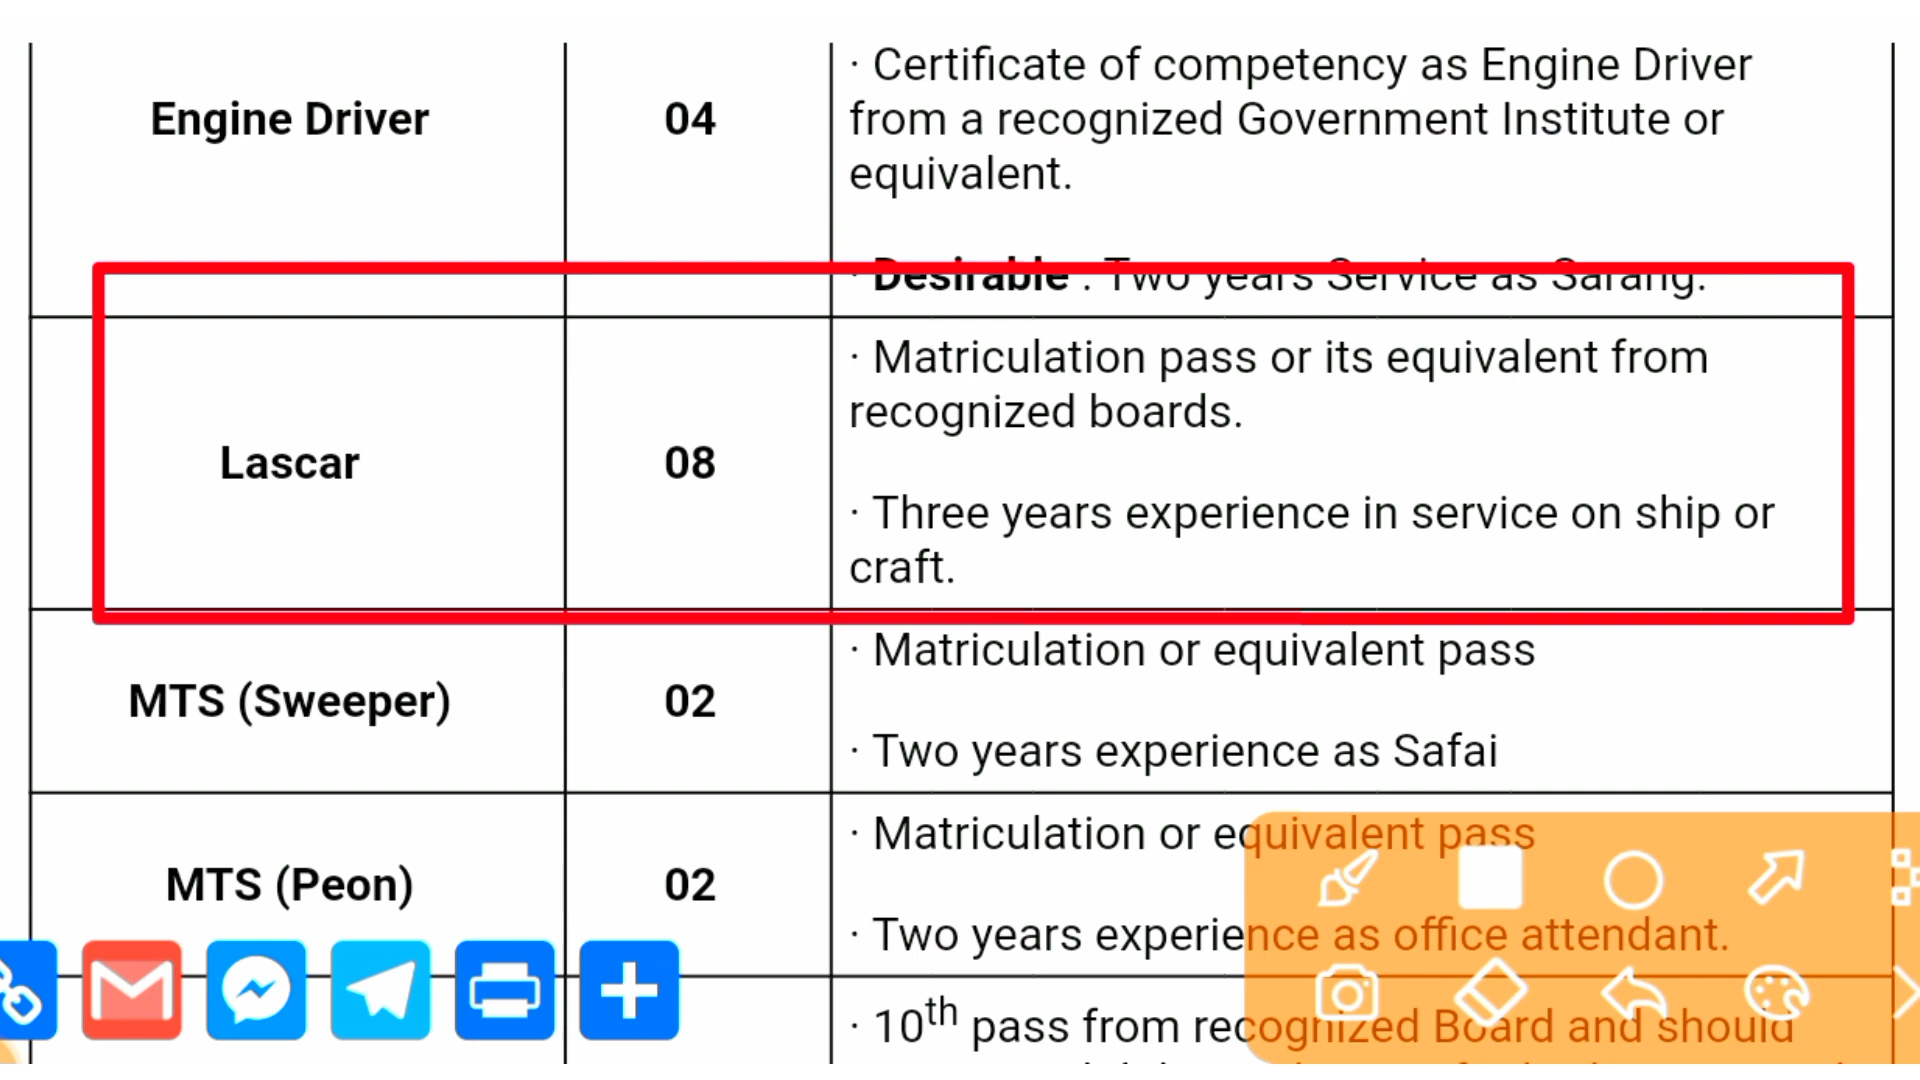 · Certificate of competency as Engine Driver
Engine Driver 04 from a recognized Government Institute or
equivalent.
· Desirable : Two years Service as Sarang.
· Matriculation pass or its equivalent from
recognized boards.
Lascar 08
· Three years experience in service on ship or
craft.
· Matriculation or equivalent pass
MTS (Sweeper) 02
· Two years experience as Safai
· Matriculation or equivalent pass
MTS (Peon) 02
· Two years experience as office attendant.
· 10th pass from recognized Board and should